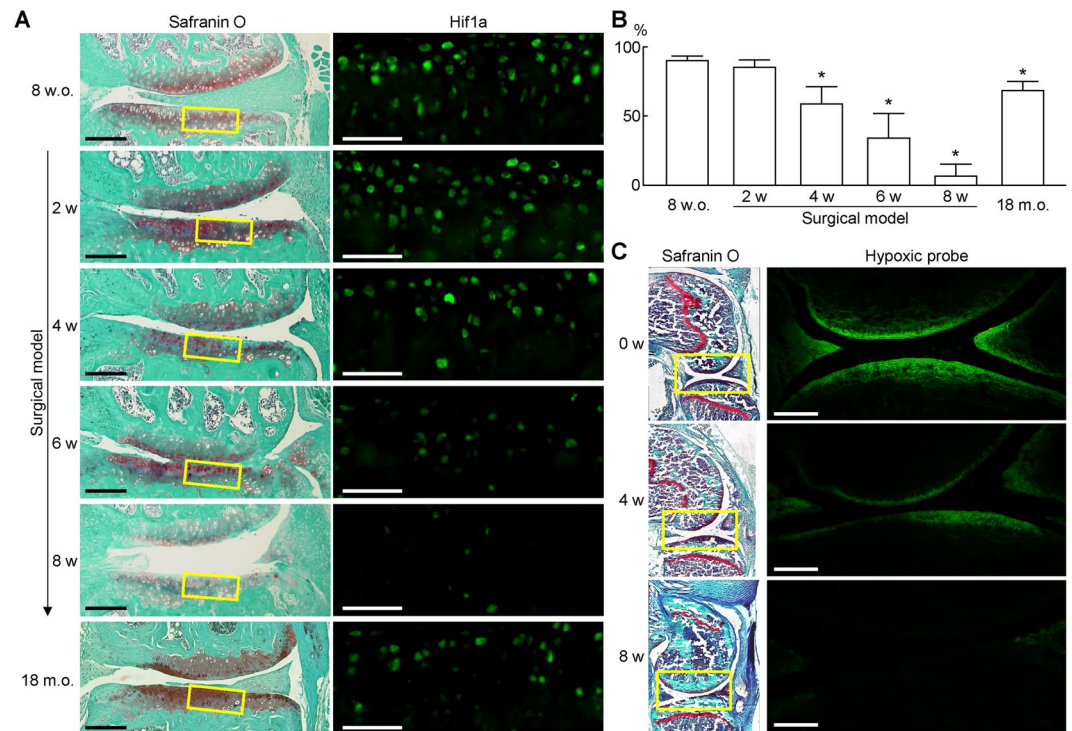 A
Safranin O
Hif1a
8 w.o.
2 w
4 w
6 w
8 w
18 m.o.
Surgical model
B
%
100
50
0
*
*
*
*
8 w.o.
2 w
4 w
6 w
8 w
18 m.o.
Surgical model
C
Safranin O
Hypoxic probe
0 w
4 w
8 w